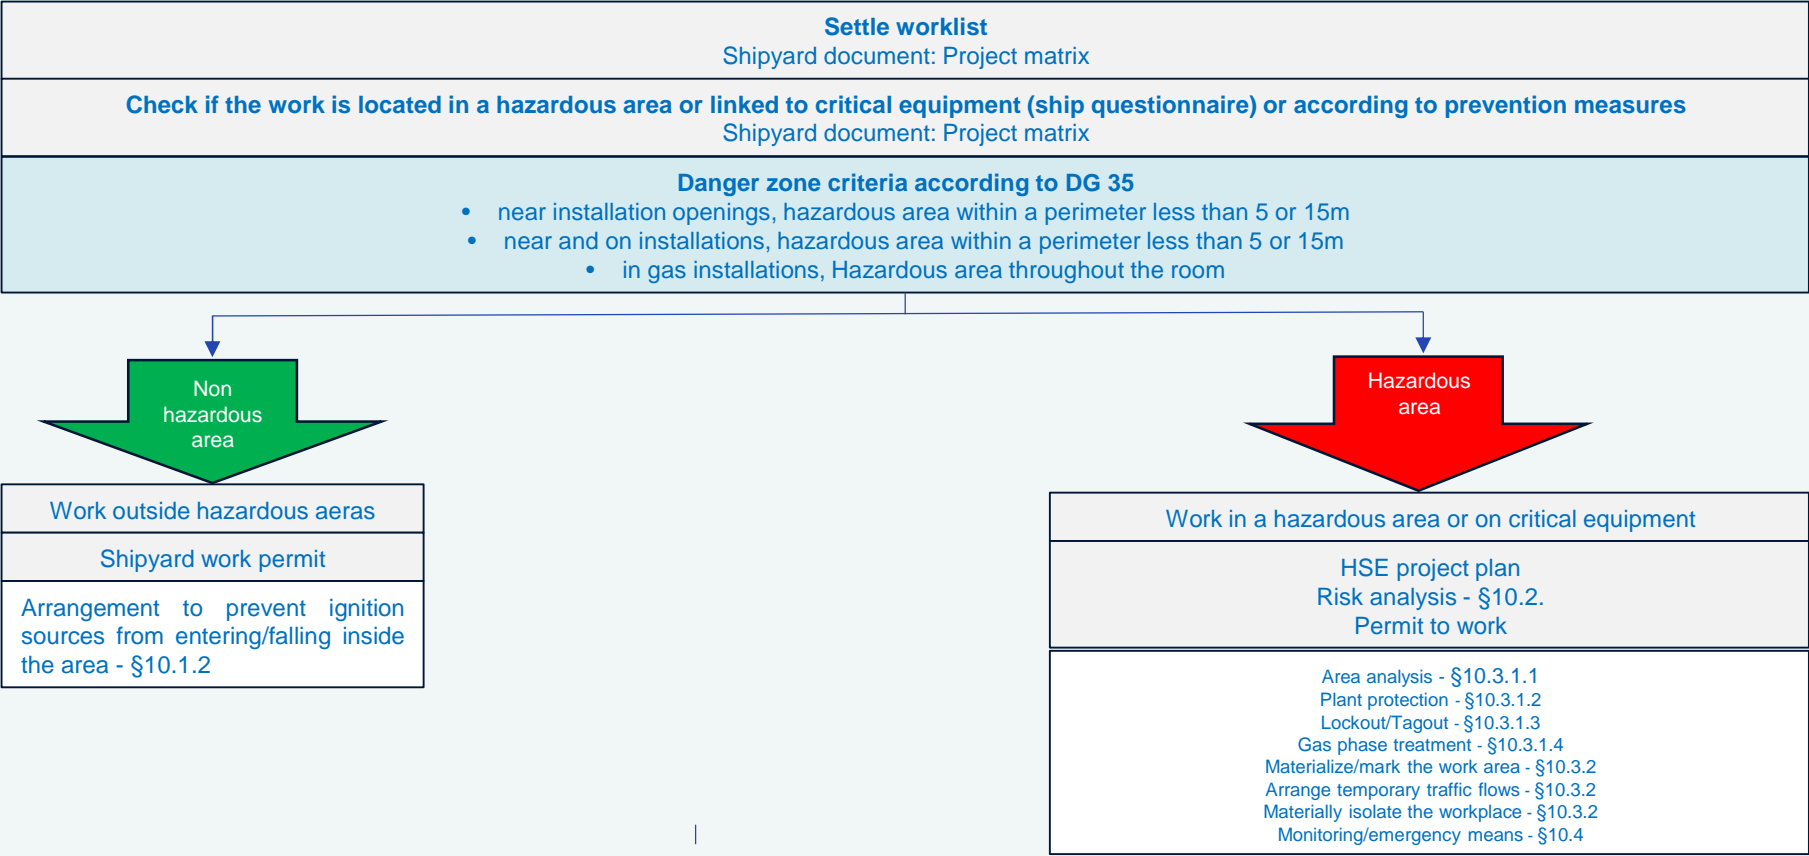 Settle worklist
Shipyard document: Project matrix
Check if the work is located in a hazardous area or linked to critical equipment (ship questionnaire) or according to prevention measures
Shipyard document: Project matrix
Danger zone criteria according to DG 35
• near installation openings, hazardous area within a perimeter less than 5 or 15m
• near and on installations, hazardous area within a perimeter less than 5 or 15m
• in gas installations, Hazardous area throughout the room
Non
hazardous
area
Hazardous
area
Work outside hazardous aeras
Shipyard work permit
Arrangement to prevent ignition
sources from entering/falling inside
the area - §10.1.2
Work in a hazardous area or on critical equipment
HSE project plan
Risk analysis - §10.2.
Permit to work
Area analysis - §10.3.1.1
Plant protection - §10.3.1.2
Lockout/Tagout - §10.3.1.3
Gas phase treatment - §10.3.1.4
Materialize/mark the work area - §10.3.2
Arrange temporary traffic flows - §10.3.2
Materially isolate the workplace - §10.3.2
Monitoring/emergency means - §10.4